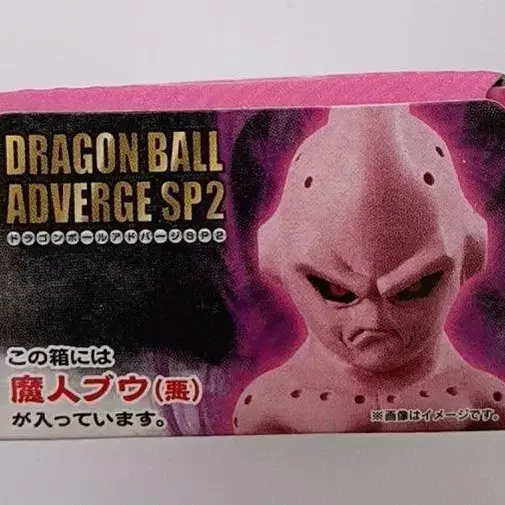 DRAGON BALL
ADVERGE SP2
ドラゴンボールアドバージSP2
この箱には
魔人ブウ(悪)
が入っています。
※画像はイメージです。